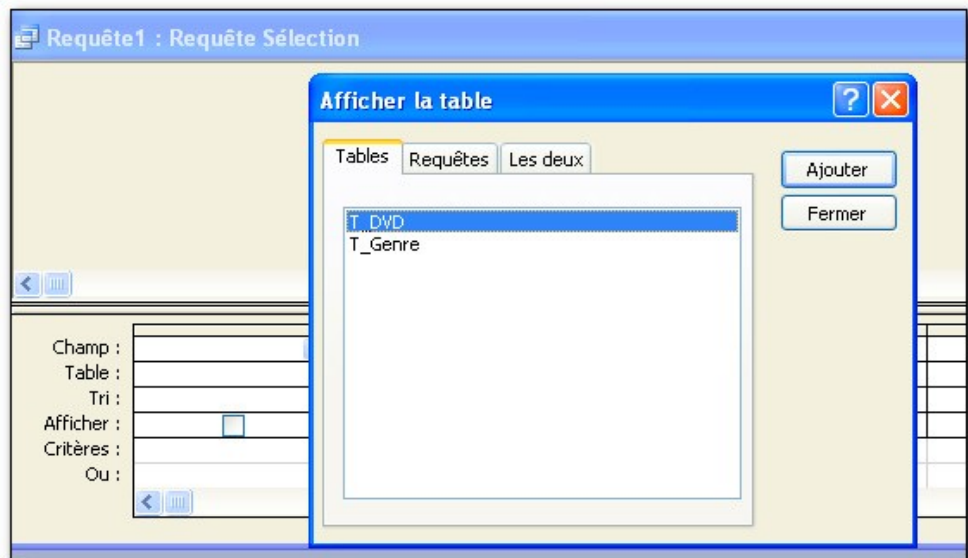 Requête1 : Requête Sélection
Afficher la table
Tables Requêtes Les deux
Ajouter
Fermer
T_DVD
T_Genre
Champ :
Table :
Tri :
Afficher :
Critères :
Ou :